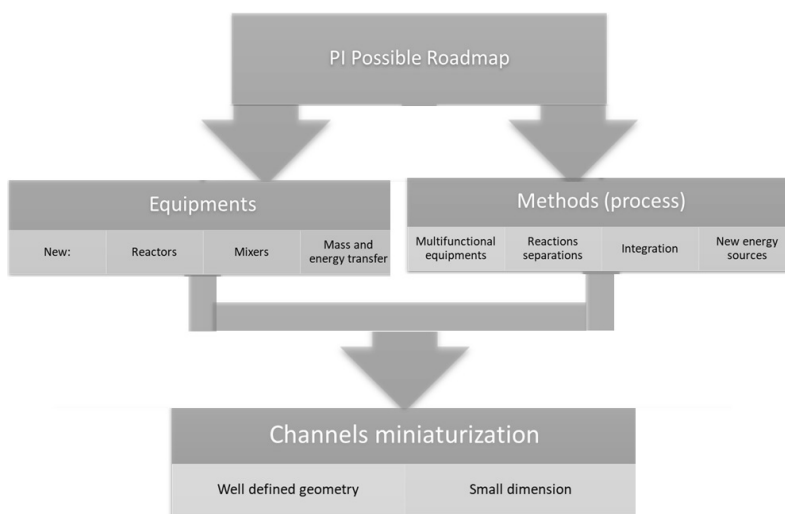 PI Possible Roadmap
Equipments
New:
Reactors
Mixers
Mass and
energy transfer
Methods (process)
Multifunctional
equipments
Reactions
separations
Integration
New energy
sources
Channels miniaturization
Well defined geometry
Small dimension